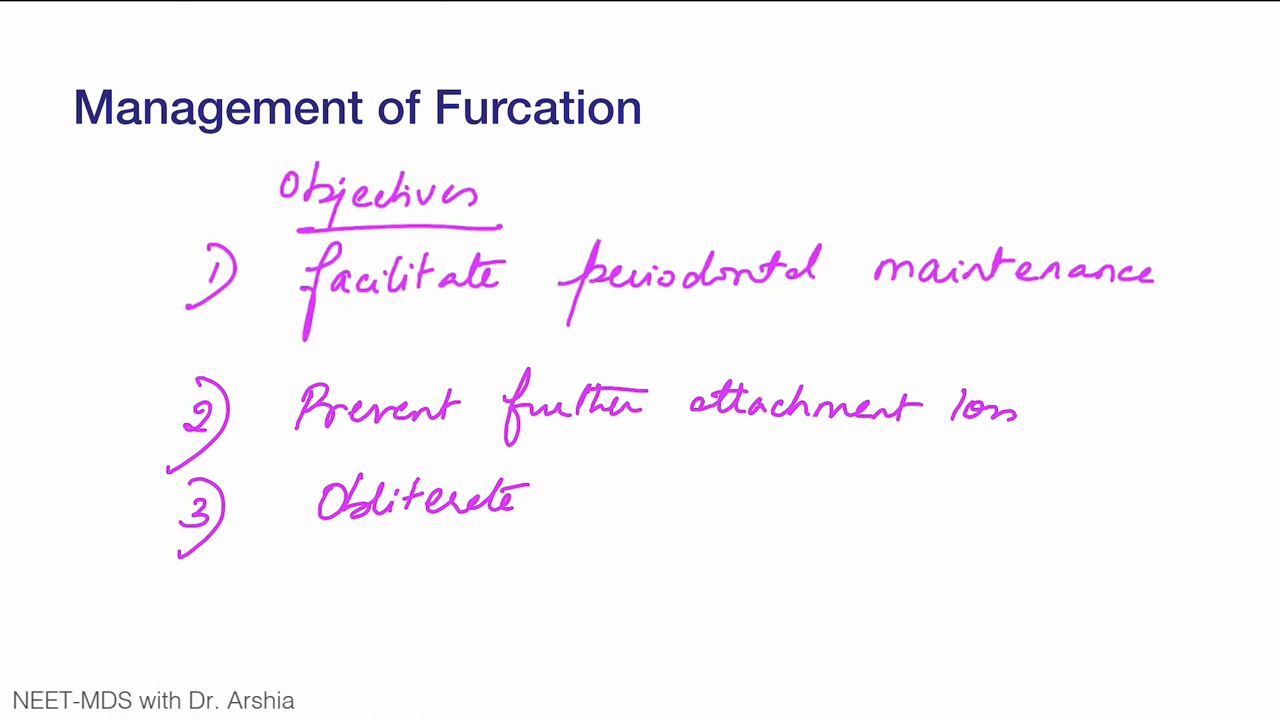 Management of Furcation
Objectives
1) facilitate periodontal maintenance
2) Prevent further attachment loss
3) Obliterate
NEET-MDS with Dr. Arshia